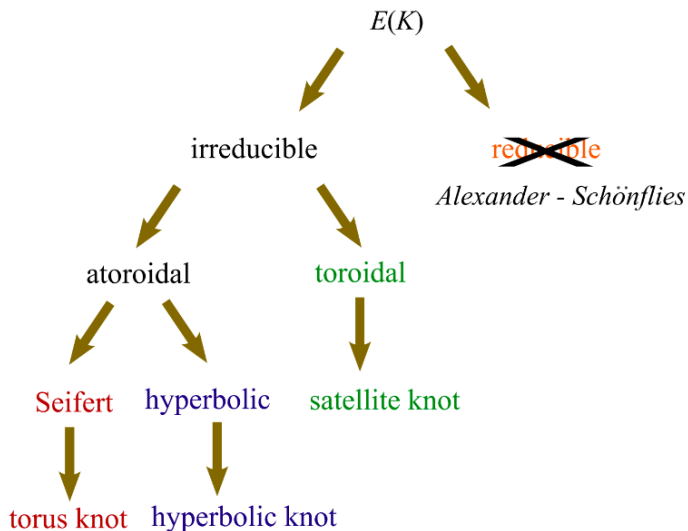 E(K)
irreducible
reducible
Alexander - Schönflies
atoroidal
toroidal
Seifert
hyperbolic
satellite knot
torus knot
hyperbolic knot